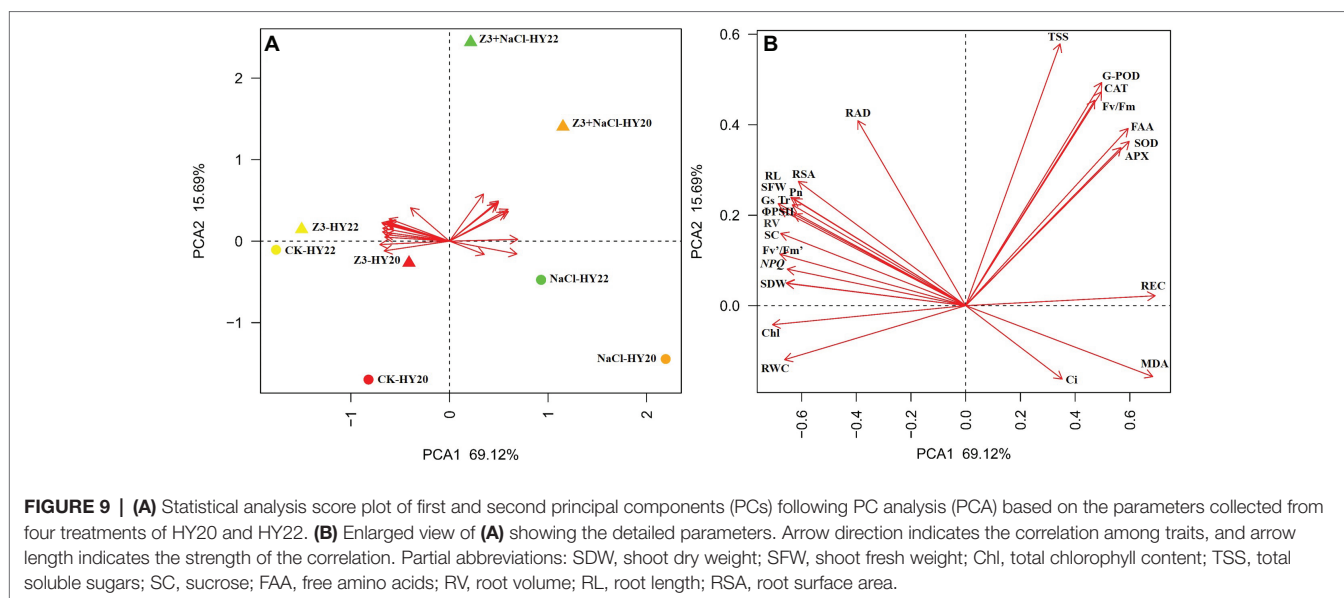 A
Z3+NaCl-HY22
Z3+NaCl-HY20
Z3-HY22
CK-HY22
Z3-HY20
NaCl-HY22
NaCl-HY20
CK-HY20
2
1
0
−1
PCA2 15.69%
−1
0
1
2
PCA1 69.12%
B
TSS
G-POD
CAT
Fv/Fm
FAA
SOD
APX
RAD
RL
RSA
SFW
Pn
Gs Tr
ΦPSII
RV
SC
Fv'/Fm'
NPQ
SDW
Chl
RWC
REC
MDA
Ci
0.6
0.4
0.2
0.0
PCA2 15.69%
−0.6
−0.4
−0.2
0.0
0.2
0.4
0.6
PCA1 69.12%
FIGURE 9 | (A) Statistical analysis score plot of first and second principal components (PCs) following PC analysis (PCA) based on the parameters collected from
four treatments of HY20 and HY22. (B) Enlarged view of (A) showing the detailed parameters. Arrow direction indicates the correlation among traits, and arrow
length indicates the strength of the correlation. Partial abbreviations: SDW, shoot dry weight; SFW, shoot fresh weight; Chl, total chlorophyll content; TSS, total
soluble sugars; SC, sucrose; FAA, free amino acids; RV, root volume; RL, root length; RSA, root surface area.